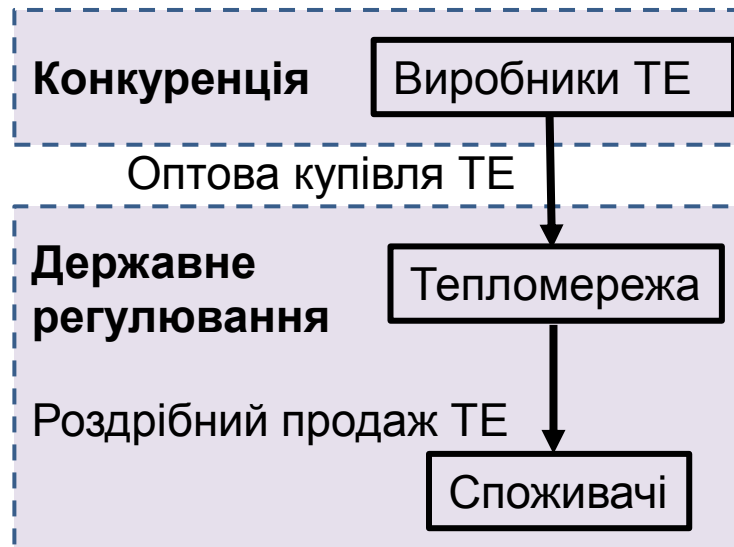 Конкуренція
Виробники ТЕ
Оптова купівля ТЕ
Державне
регулювання
Тепломережа
Роздрібний продаж ТЕ
Споживачі